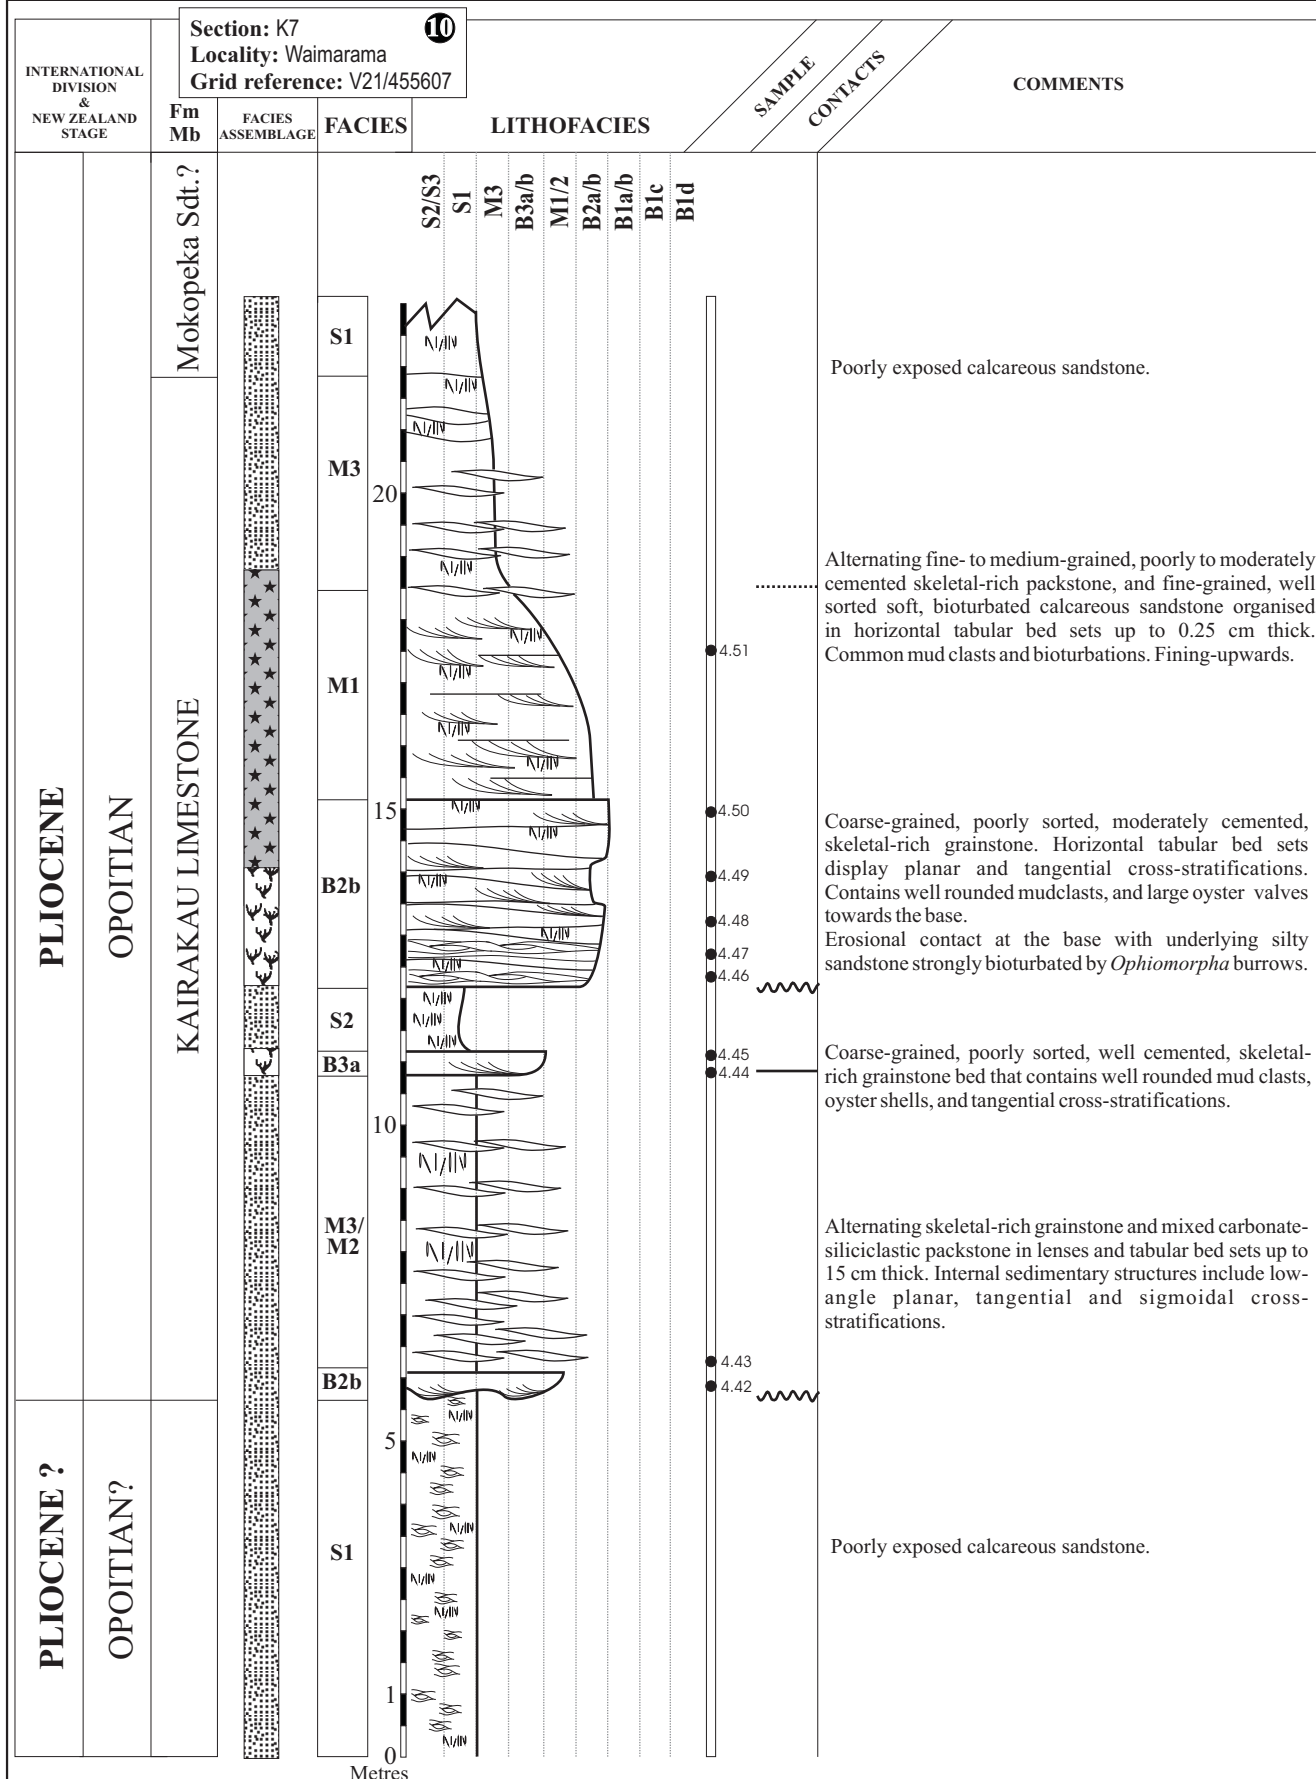 Section: K7
10
Locality: Waimarama
Grid reference: V21/455607
INTERNATIONAL
DIVISION
&
NEW ZEALAND
STAGE
Fm
Mb
FACIES
ASSEMBLAGE
FACIES
LITHOFACIES
SAMPLE
CONTACTS
COMMENTS
S2/S3
S1
M3
B3a/b
M1/2
B2a/b
B1a/b
B1c
B1d
Mokopeka Sdt.?
S1
Poorly exposed calcareous sandstone.
M3
20
Alternating fine- to medium-grained, poorly to moderately
cemented skeletal-rich packstone, and fine-grained, well
sorted soft, bioturbated calcareous sandstone organised
in horizontal tabular bed sets up to 0.25 cm thick.
Common mud clasts and bioturbations. Fining-upwards.
4.51
M1
KAIRAKAU LIMESTONE
PLIOCENE
OPOITIAN
15
4.50
Coarse-grained, poorly sorted, moderately cemented,
skeletal-rich grainstone. Horizontal tabular bed sets
display planar and tangential cross-stratifications.
Contains well rounded mudclasts, and large oyster valves
towards the base.
Erosional contact at the base with underlying silty
sandstone strongly bioturbated by Ophiomorpha burrows.
B2b
4.49
4.48
4.47
4.46
S2
B3a
4.45
4.44
Coarse-grained, poorly sorted, well cemented, skeletal-
rich grainstone bed that contains well rounded mud clasts,
oyster shells, and tangential cross-stratifications.
10
M3/
M2
Alternating skeletal-rich grainstone and mixed carbonate-
siliciclastic packstone in lenses and tabular bed sets up to
15 cm thick. Internal sedimentary structures include low-
angle planar, tangential and sigmoidal cross-
stratifications.
4.43
B2b
4.42
5
PLIOCENE ?
OPOITIAN?
S1
Poorly exposed calcareous sandstone.
1
0
Metres